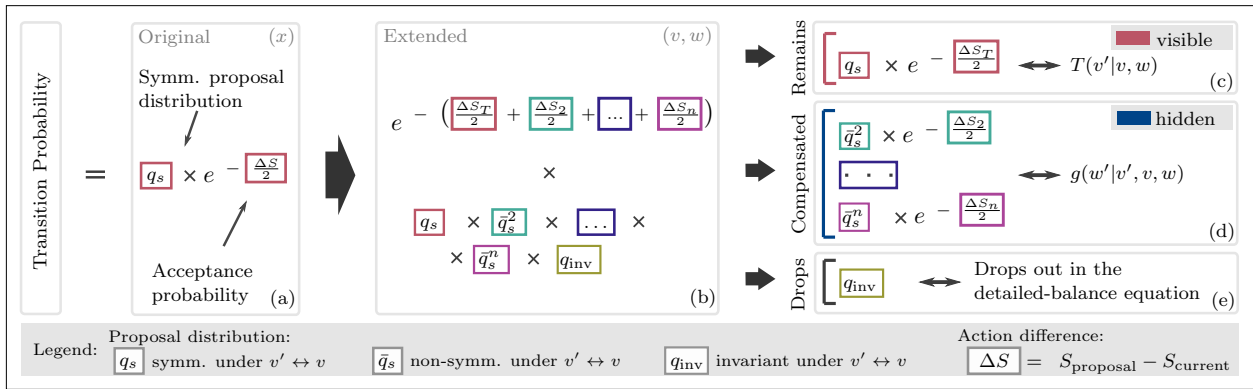 Transition Probability
=
Original (x)
Symm. proposal
distribution
q_s × e^{- ΔS/2}
Acceptance
probability
(a)
Extended (v, w)
e^{- (ΔS_T/2 + ΔS_2/2 + ... + ΔS_n/2)}
×
q_s × q̄_s^2 × ... ×
× q̄_s^n × q_inv
(b)
Remains
visible
q_s × e^{- ΔS_T/2} ↔ T(v′|v, w)
(c)
Compensated
hidden
q̄_s^2 × e^{- ΔS_2/2}
. . . ↔ g(w′|v′, v, w)
q̄_s^n × e^{- ΔS_n/2}
(d)
Drops
q_inv ↔ Drops out in the
detailed-balance equation
(e)
Legend:
Proposal distribution:
q_s symm. under v′ ↔ v
q̄_s non-symm. under v′ ↔ v
q_inv invariant under v′ ↔ v
Action difference:
ΔS = S_proposal − S_current